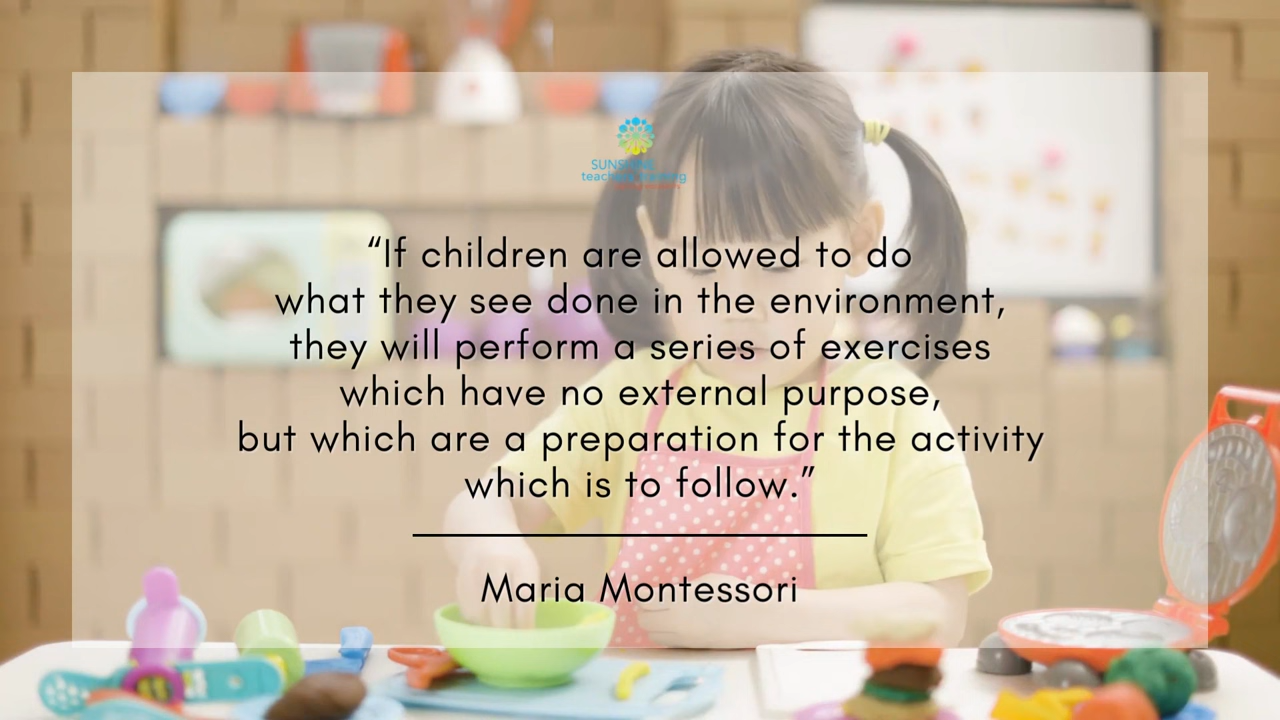 SUNSHINE
teachers training
“If children are allowed to do
what they see done in the environment,
they will perform a series of exercises
which have no external purpose,
but which are a preparation for the activity
which is to follow.”
Maria Montessori